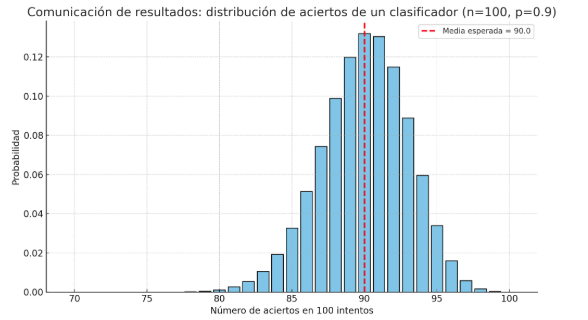 Comunicación de resultados: distribución de aciertos de un clasificador (n=100, p=0.9)
Media esperada = 90.0
Probabilidad
0.12
0.10
0.08
0.06
0.04
0.02
0.00
70 75 80 85 90 95 100
Número de aciertos en 100 intentos